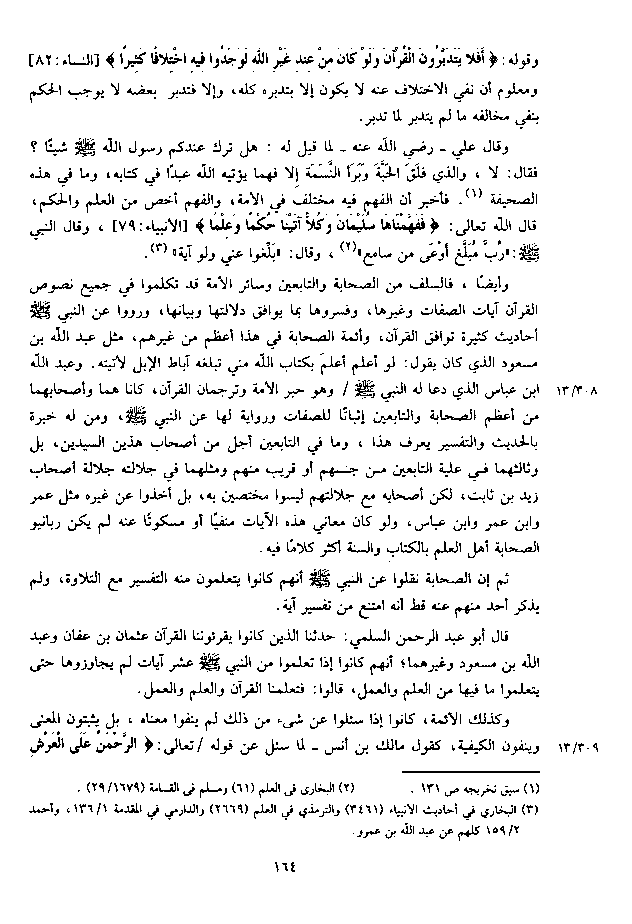 وقوله: ﴿ أَفَلا يَتَدَبَّرُونَ الْقُرْآنَ وَلَوْ كَانَ مِنْ عِندِ غَيْرِ اللَّهِ لَوَجَدُوا فِيهِ اخْتِلافًا كَثِيرًا ﴾ [النساء: ٨٢]
ومعلوم أن نفي الاختلاف عنه لا يكون إلا بتدبره كله، وإلا فتدبر بعضه لا يوجب الحكم
بنفي مخالفه ما لم يتدبر لما تدبر.
وقال علي ـ رضي الله عنه ـ لما قيل له : هل ترك عندكم رسول الله ﷺ شيئًا ؟
فقال: لا ، والذي فَلَقَ الحَبَّةَ وَبَرَأ النَّسَمَة إلا فهما يؤتيه الله عبدًا في كتابه، وما في هذه
الصحيفة (١). فأخبر أن الفهم فيه مختلف في الأمة، والفهم أخص من العلم والحكم،
قال الله تعالى: ﴿ فَفَهَّمْنَاهَا سُلَيْمَانَ وَكُلاًّ آتَيْنَا حُكْمًا وَعِلْمًا ﴾ [الأنبياء: ٧٩] ، وقال النبي
ﷺ: «رُبَّ مُبَلَّغ أوْعَى من سامع» (٢) ، وقال: «بَلِّغوا عني ولو آية» (٣).
وأيضًا ، فالسلف من الصحابة والتابعين وسائر الأمة قد تكلموا في جميع نصوص
القرآن آيات الصفات وغيرها، وفسروها بما يوافق دلالتها وبيانها، ورووا عن النبي ﷺ
أحاديث كثيرة توافق القرآن، وأئمة الصحابة في هذا أعظم من غيرهم، مثل عبد الله بن
مسعود الذي كان يقول: لو أعلم أعلمَ بكتاب الله مني تبلغه آباط الإبل لأتيته. وعبد الله
١٣/٣٠٨ ابن عباس الذي دعا له النبي ﷺ / وهو حبر الأمة وترجمان القرآن، كانا هما وأصحابهما
من أعظم الصحابة والتابعين إثباتًا للصفات ورواية لها عن النبي ﷺ، ومن له خبرة
بالحديث والتفسير يعرف هذا ، وما في التابعين أجل من أصحاب هذين السيدين، بل
وثالثهما في علية التابعين من جنسهم أو قريب منهم ومثلهما في جلالته جلالة أصحاب
زيد بن ثابت، لكن أصحابه مع جلالتهم ليسوا مختصين به، بل أخذوا عن غيره مثل عمر
وابن عمر وابن عباس، ولو كان معاني هذه الآيات منفيًا أو مسكوتًا عنه لم يكن ربانيو
الصحابة أهل العلم بالكتاب والسنة أكثر كلامًا فيه.
ثم إن الصحابة نقلوا عن النبي ﷺ أنهم كانوا يتعلمون منه التفسير مع التلاوة، ولم
يذكر أحد منهم عنه قط أنه امتنع من تفسير آية.
قال أبو عبد الرحمن السلمي: حدثنا الذين كانوا يقرئوننا القرآن عثمان بن عفان وعبد
الله بن مسعود وغيرهما؛ أنهم كانوا إذا تعلموا من النبي ﷺ عشر آيات لم يجاوزوها حتى
يتعلموا ما فيها من العلم والعمل، قالوا: فتعلمنا القرآن والعلم والعمل.
وكذلك الأئمة، كانوا إذا سئلوا عن شيء من ذلك لم ينفوا معناه ، بل يثبتون المعنى
١٣/٣٠٩ وينفون الكيفية، كقول مالك بن أنس ـ لما سئل عن قوله / تعالى: ﴿ الرَّحْمَنُ عَلَى الْعَرْشِ
(١) سبق تخريجه ص ١٣١ . (٢) البخاري في العلم (٦١) ومسلم في القسامة (٢٩/١٦٧٩) .
(٣) البخاري في أحاديث الأنبياء (٣٤٦١) والترمذي في العلم (٢٦٦٩) والدارمي في المقدمة ١٣٦/١ ، وأحمد
١٥٩/٢ كلهم عن عبد الله بن عمرو.
١٦٤